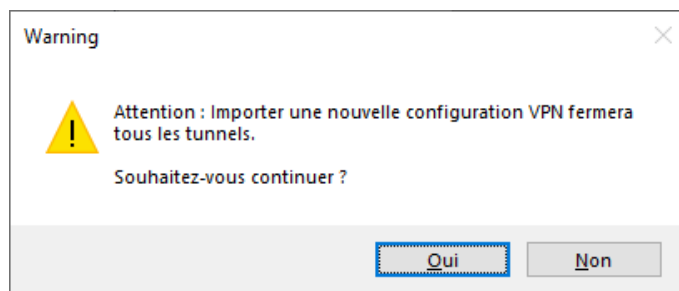 Warning
Attention : Importer une nouvelle configuration VPN fermera
tous les tunnels.
Souhaitez-vous continuer ?
Oui
Non